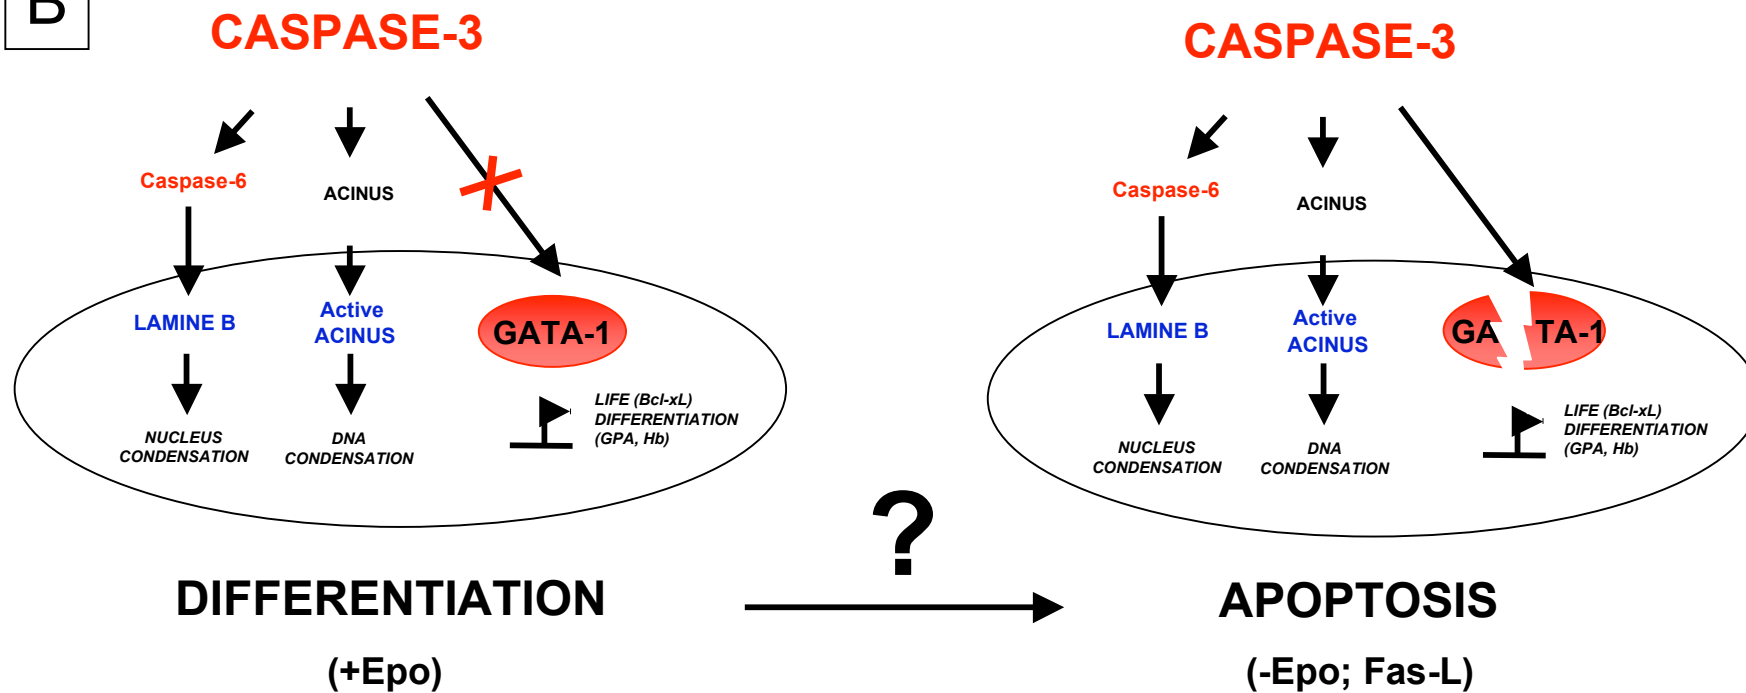 B
CASPASE-3
Caspase-6
ACINUS
LAMINE B
Active
ACINUS
GATA-1
NUCLEUS
CONDENSATION
DNA
CONDENSATION
LIFE (Bcl-xL)
DIFFERENTIATION
(GPA, Hb)
DIFFERENTIATION
(+Epo)
?
CASPASE-3
Caspase-6
ACINUS
LAMINE B
Active
ACINUS
GA TA-1
NUCLEUS
CONDENSATION
DNA
CONDENSATION
LIFE (Bcl-xL)
DIFFERENTIATION
(GPA, Hb)
APOPTOSIS
(-Epo; Fas-L)